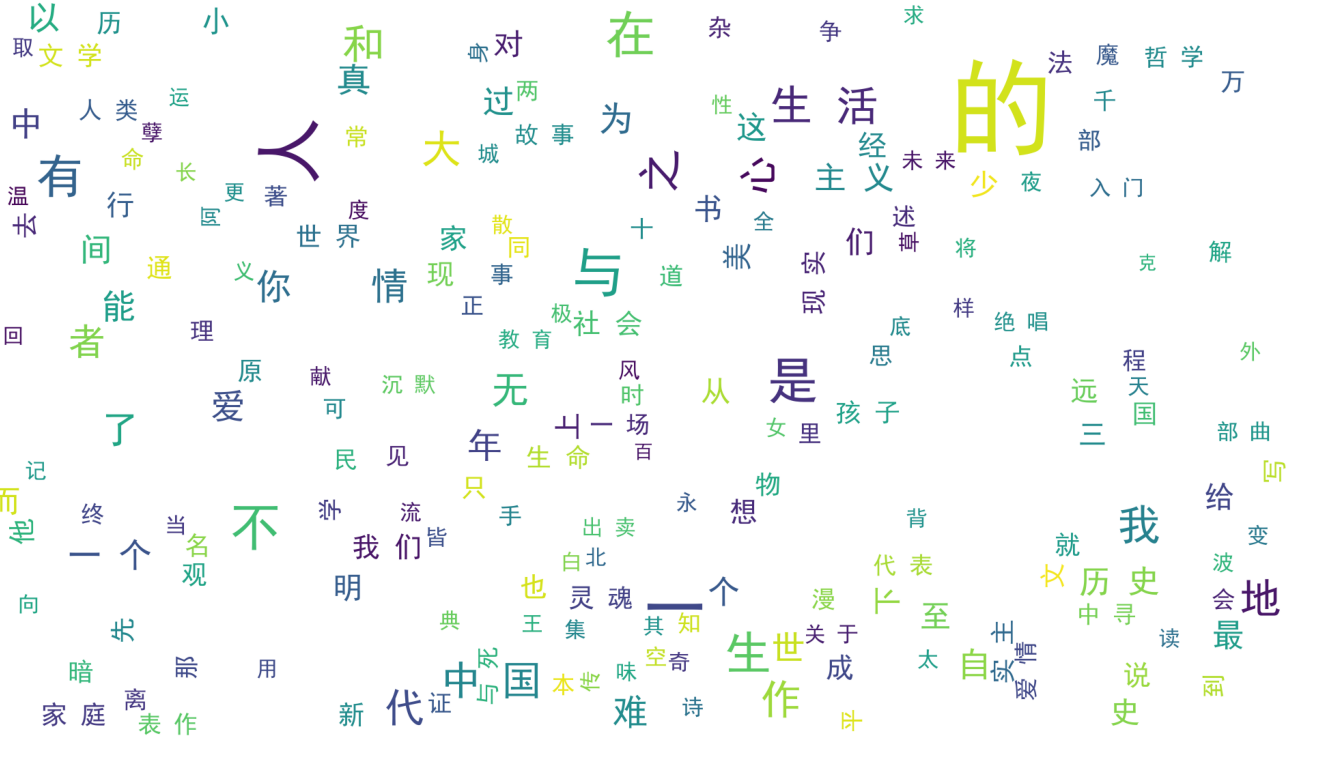 以 历 小
取 文学
和
身 对
在
杂
争
求
法 魔 哲学
万
真
人类 运
孽
中
命
长
有
温
去
行
更 著
阿
人
常
大
过 两
故事
城
为
性 这
生活
的
经
未来
千
部
之 心
主义
少 夜
入门
度
世界
家
散
同
十
书 全
美
们
述
草
将
克
解
间
通
义
你
情
现
事
与
道
现实
能
者
回
理
正
极
社会
教育
底
样
绝唱
思
点
程
外
原
献
沉默
风
无
时
从
是
远
天
国
爱
可
孩子
了
上
一场
女 里
三
部曲
年
民 见
生命
百
记
而
只
物
写
他
终
当
不
学
流
手
永
想
背
给
我
一个
名
我们
皆
出卖
就
变
观
明
白 北
代表
文
历史
波
也
灵魂
一
个
漫
下
至
中寻
会 地
向
先
典
王 集
其 知
关于
主
读
最
暗
那
用
死
与
中国
本 传
味
空 奇
生 世
成
太
自
实
爱情
说
到
家庭
离
表作
新
代 证
难
诗
作
平
史